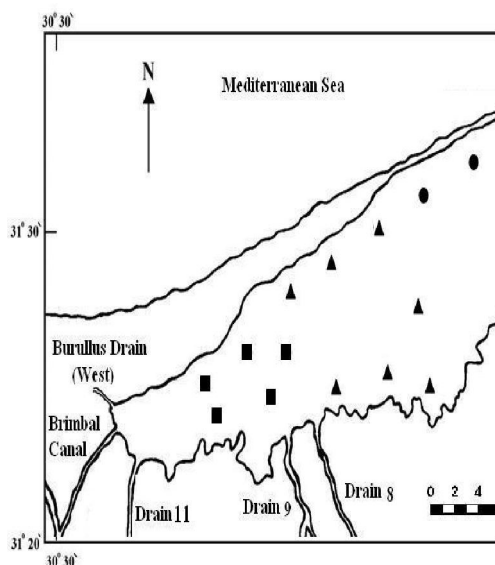 30° 30'
N
Mediterranean Sea
31° 30'
Burullus Drain
(West)
Brimbal
Canal
Drain 11
Drain 9
Drain 8
0 2 4
31° 20'
30° 30'